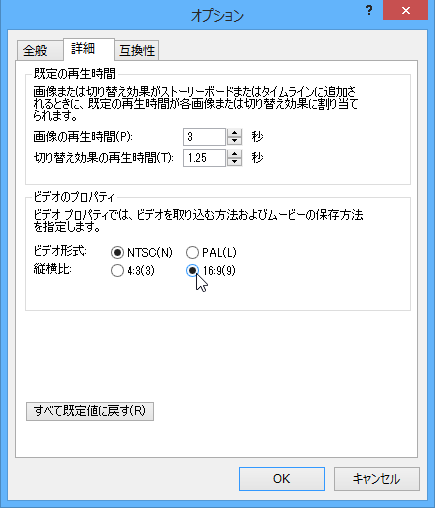 オプション
?
全般 詳細 互換性
既定の再生時間
画像または切り替え効果がストーリーボードまたはタイムラインに追加さ
れるときに、既定の再生時間が各画像または切り替え効果に割り当て
られます。
画像の再生時間(P): 3 秒
切り替え効果の再生時間(T): 1.25 秒
ビデオのプロパティ
ビデオ プロパティでは、ビデオを取り込む方法およびムービーの保存方法
を指定します。
ビデオ形式: NTSC(N) PAL(L)
縦横比: 4:3(3) 16:9(9)
すべて既定値に戻す(R)
OK キャンセル